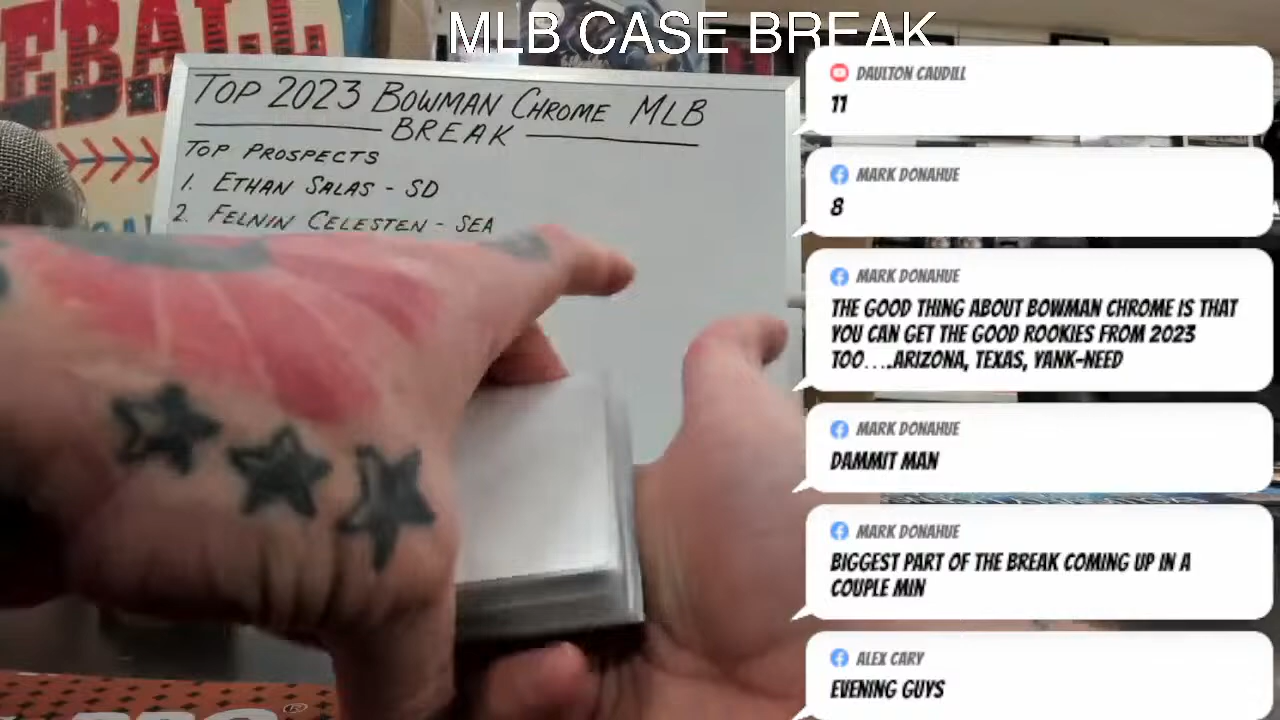 MLB CASE BREAK
EBALL
TOP 2023 BOWMAN CHROME MLB
BREAK
TOP PROSPECTS
1. ETHAN SALAS - SD
2. FELNIN CELESTEN - SEA
DAULTON CAUDILL
11
MARK DONAHUE
8
MARK DONAHUE
THE GOOD THING ABOUT BOWMAN CHROME IS THAT
YOU CAN GET THE GOOD ROOKIES FROM 2023
TOO.....ARIZONA, TEXAS, YANK-NEED
MARK DONAHUE
DAMMIT MAN
MARK DONAHUE
BIGGEST PART OF THE BREAK COMING UP IN A
COUPLE MIN
ALEX CARY
EVENING GUYS